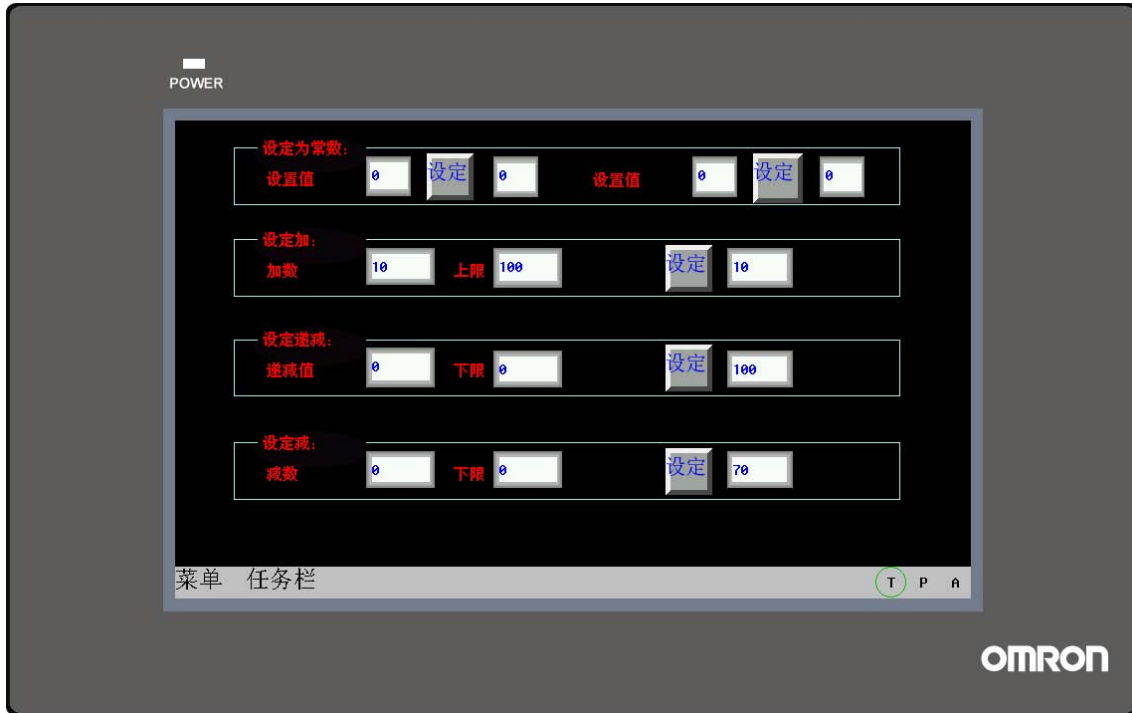 POWER
设定为常数:
设置值 0 设定 0 设置值 0 设定 0
设定加:
加数 10 上限 100 设定 10
设定递减:
递减值 0 下限 0 设定 100
设定减:
减数 0 下限 0 设定 70
菜单 任务栏 T P A
OMRON